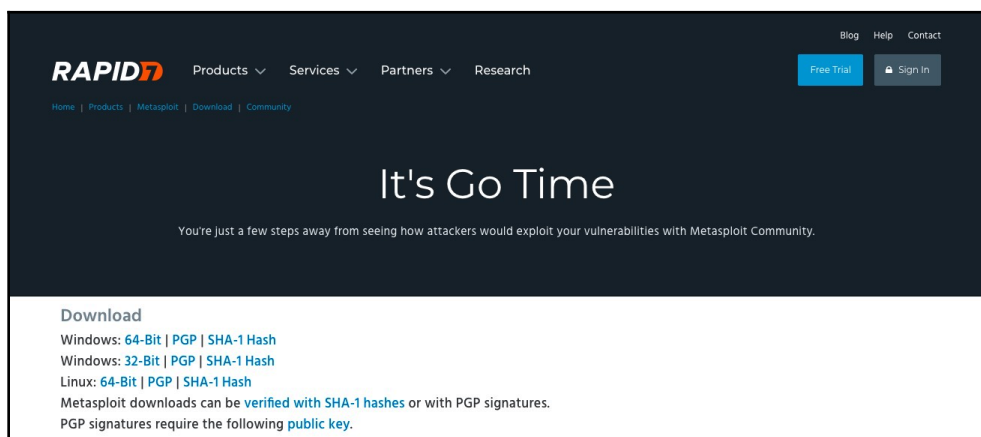 Blog Help Contact
RAPID7 Products Services Partners Research Free Trial Sign In
Home | Products | Metasploit | Download | Community
It's Go Time
You're just a few steps away from seeing how attackers would exploit your vulnerabilities with Metasploit Community.
Download
Windows: 64-Bit | PGP | SHA-1 Hash
Windows: 32-Bit | PGP | SHA-1 Hash
Linux: 64-Bit | PGP | SHA-1 Hash
Metasploit downloads can be verified with SHA-1 hashes or with PGP signatures.
PGP signatures require the following public key.